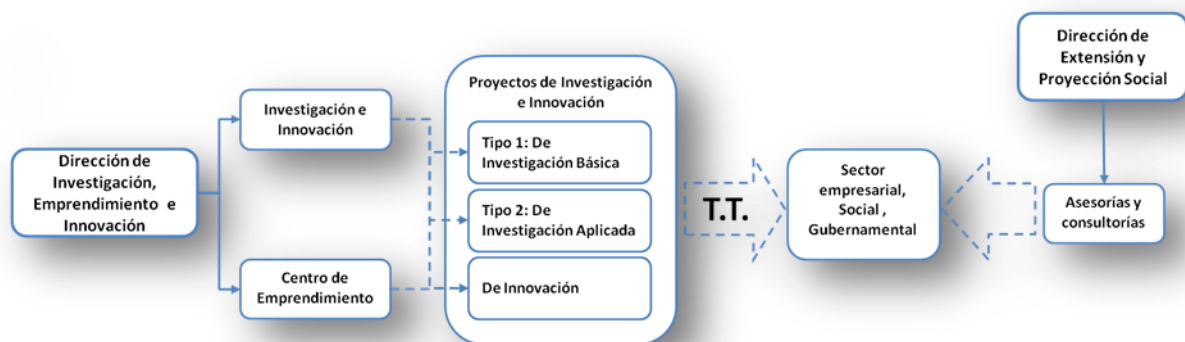 Dirección de
Investigación,
Emprendimiento e
Innovación
Investigación e
Innovación
Centro de
Emprendimiento
Proyectos de Investigación
e Innovación
Tipo 1: De
Investigación Básica
Tipo 2: De
Investigación Aplicada
De Innovación
T.T.
Sector
empresarial,
Social ,
Gubernamental
Dirección de
Extensión y
Proyección Social
Asesorías y
consultorías